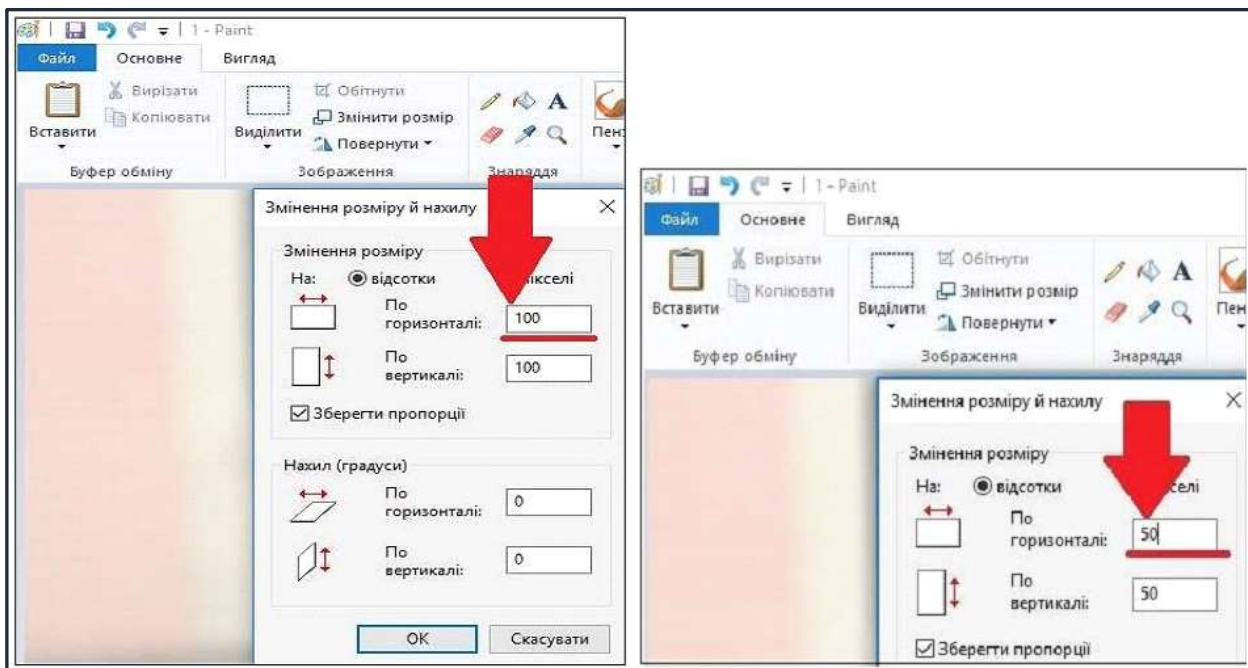 1 - Paint
Файл Основне Вигляд
Вставити
Вирізати
Копіювати
Буфер обміну
Виділити
Обітнути
Змінити розмір
Повернути
Зображення
A
Знаряддя
Пенз
Змінення розміру й нахилу
Змінення розміру
На: відсотки
По горизонталі: 100
По вертикалі: 100
Зберегти пропорції
Нахил (градуси)
По горизонталі: 0
По вертикалі: 0
OK Скасувати
1 - Paint
Файл Основне Вигляд
Вставити
Вирізати
Копіювати
Буфер обміну
Виділити
Обітнути
Змінити розмір
Повернути
Зображення
A
Знаряддя
Пен
Змінення розміру й нахилу
Змінення розміру
На: відсотки
По горизонталі: 50
По вертикалі: 50
Зберегти пропорції